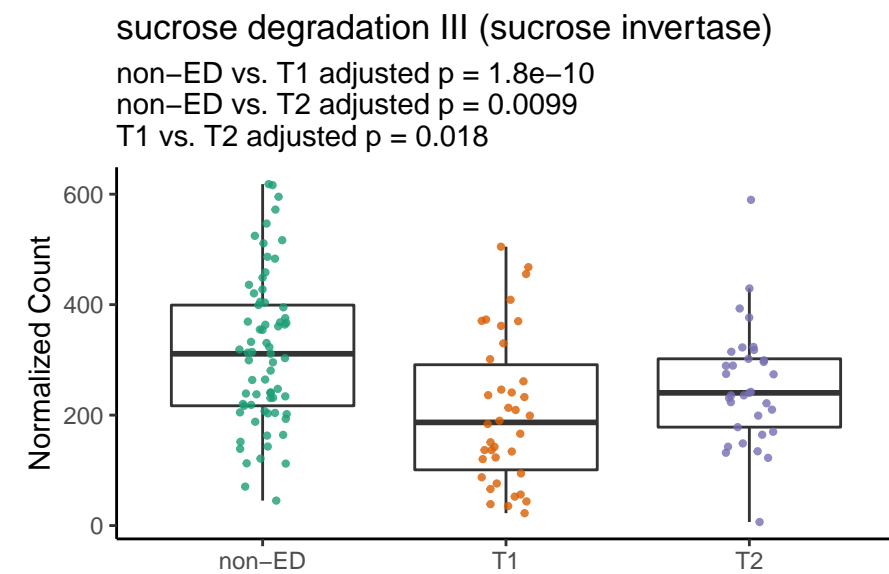 sucrose degradation III (sucrose invertase)
non−ED vs. T1 adjusted p = 1.8e−10
non−ED vs. T2 adjusted p = 0.0099
T1 vs. T2 adjusted p = 0.018
Normalized Count
600
400
200
0
non−ED T1 T2